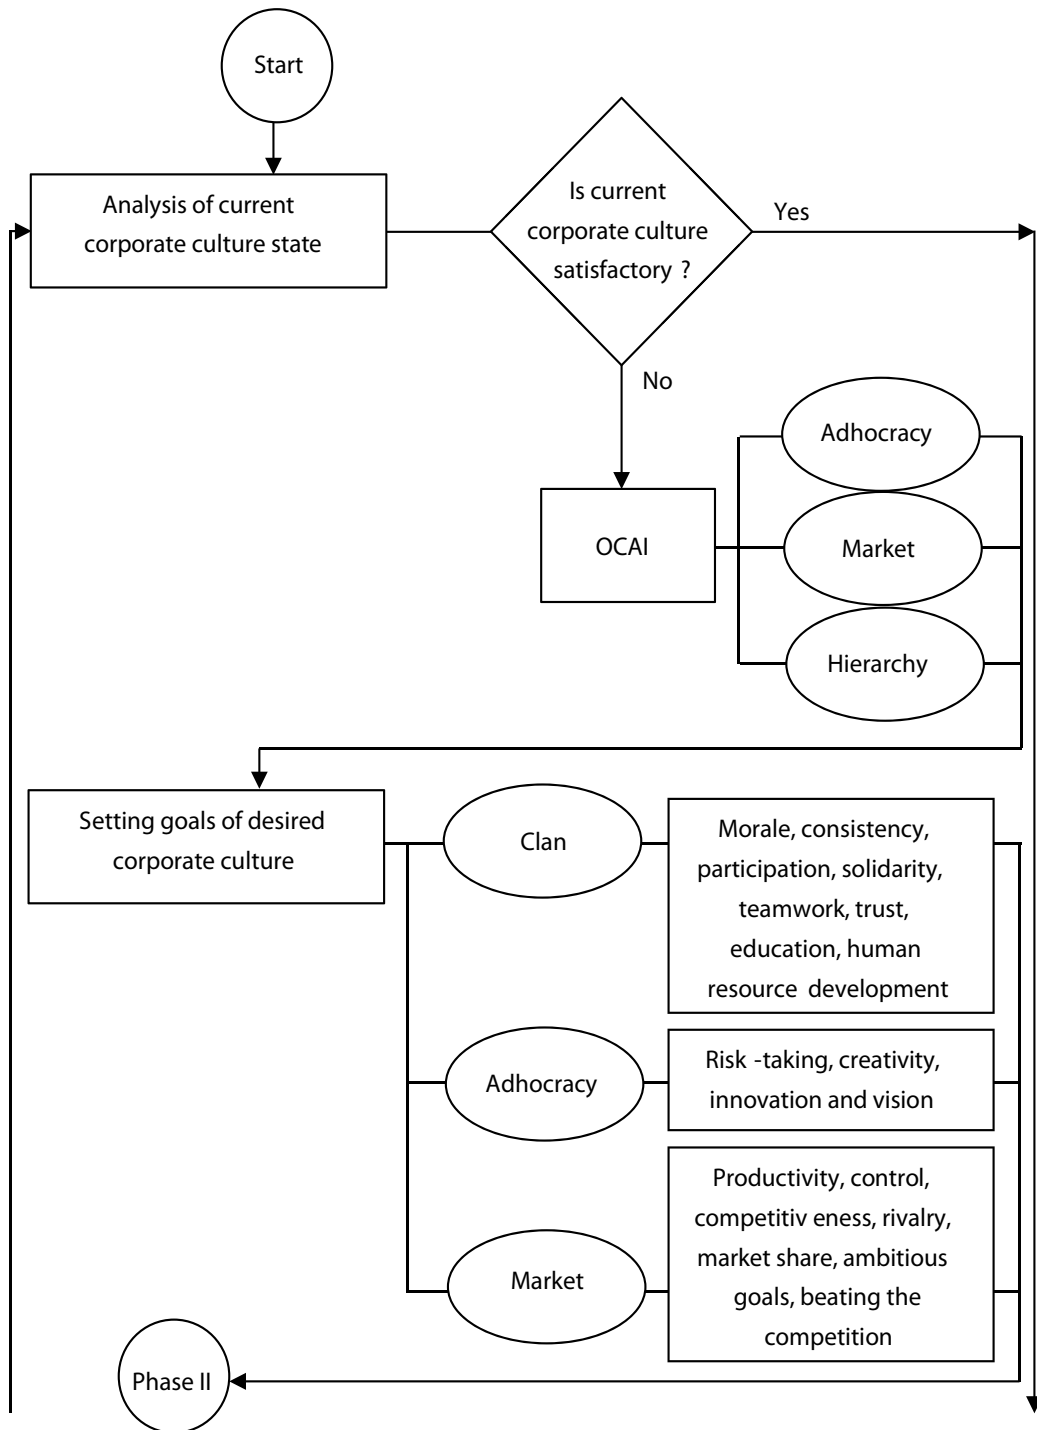 Start
Analysis of current
corporate culture state
Is current
corporate culture
satisfactory ?
Yes
No
OCAI
Adhocracy
Market
Hierarchy
Setting goals of desired
corporate culture
Clan
Morale, consistency,
participation, solidarity,
teamwork, trust,
education, human
resource development
Adhocracy
Risk -taking, creativity,
innovation and vision
Market
Productivity, control,
competitiv eness, rivalry,
market share, ambitious
goals, beating the
competition
Phase II